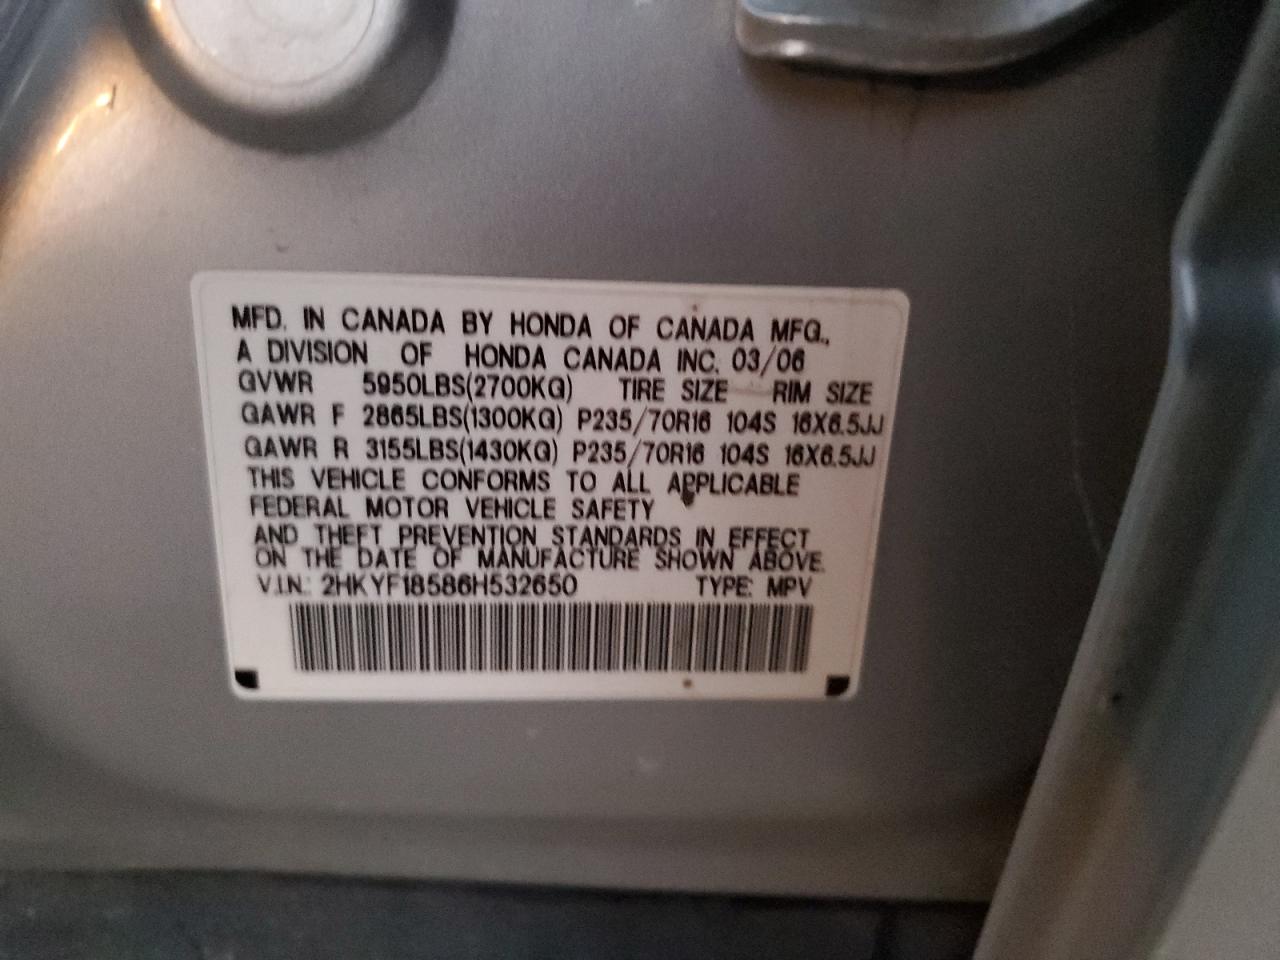 MFD. IN CANADA BY HONDA OF CANADA MFG.,
A DIVISION OF HONDA CANADA INC. 03/06
GVWR 5950LBS(2700KG) TIRE SIZE RIM SIZE
GAWR F 2865LBS(1300KG) P235/70R16 104S 16X6.5JJ
GAWR R 3155LBS(1430KG) P235/70R16 104S 16X6.5JJ
THIS VEHICLE CONFORMS TO ALL APPLICABLE
FEDERAL MOTOR VEHICLE SAFETY
AND THEFT PREVENTION STANDARDS IN EFFECT
ON THE DATE OF MANUFACTURE SHOWN ABOVE.
V.I.N.: 2HKYF18586H532650 TYPE: MPV